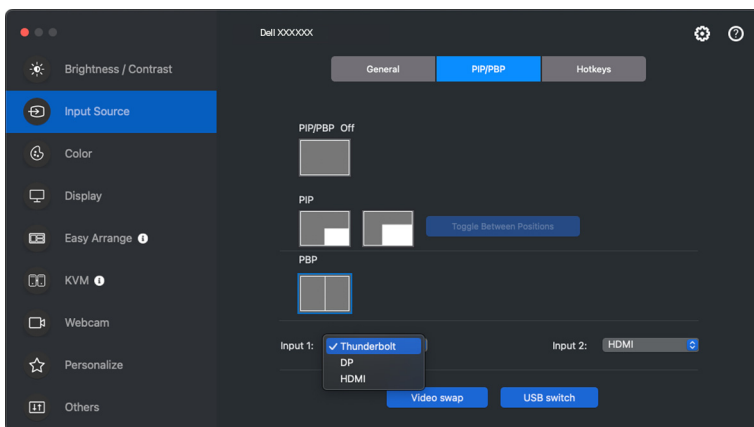 Dell XXXXXX
General
PIP/PBP
Hotkeys
Brightness / Contrast
Input Source
Color
Display
Easy Arrange
KVM
Webcam
Personalize
Others
PIP/PBP Off
PIP
Toggle Between Positions
PBP
Input 1:
✓ Thunderbolt
DP
HDMI
Input 2:
HDMI
Video swap
USB switch